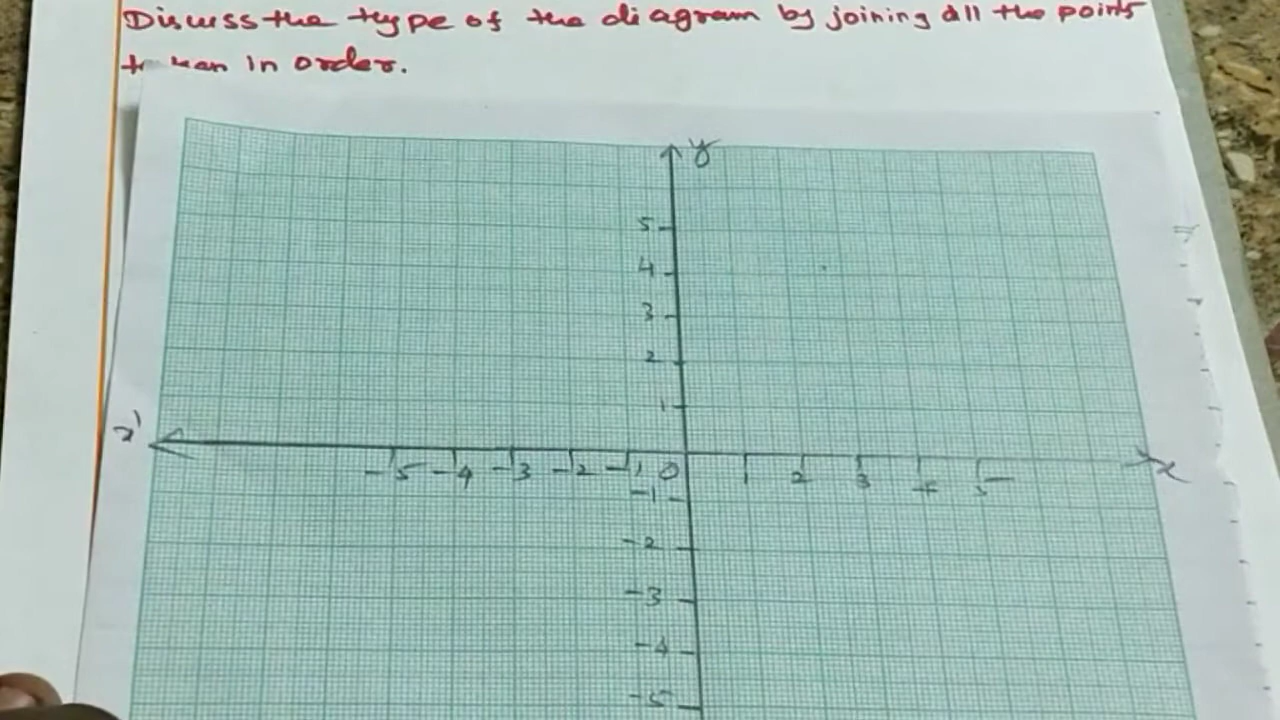 Discuss the type of the diagram by joining all the points
in order.
y
5
4
3
2
1
x' x
-5 -4 -3 -2 -1 0 1 2 3 4 5
-1
-2
-3
-4
-5